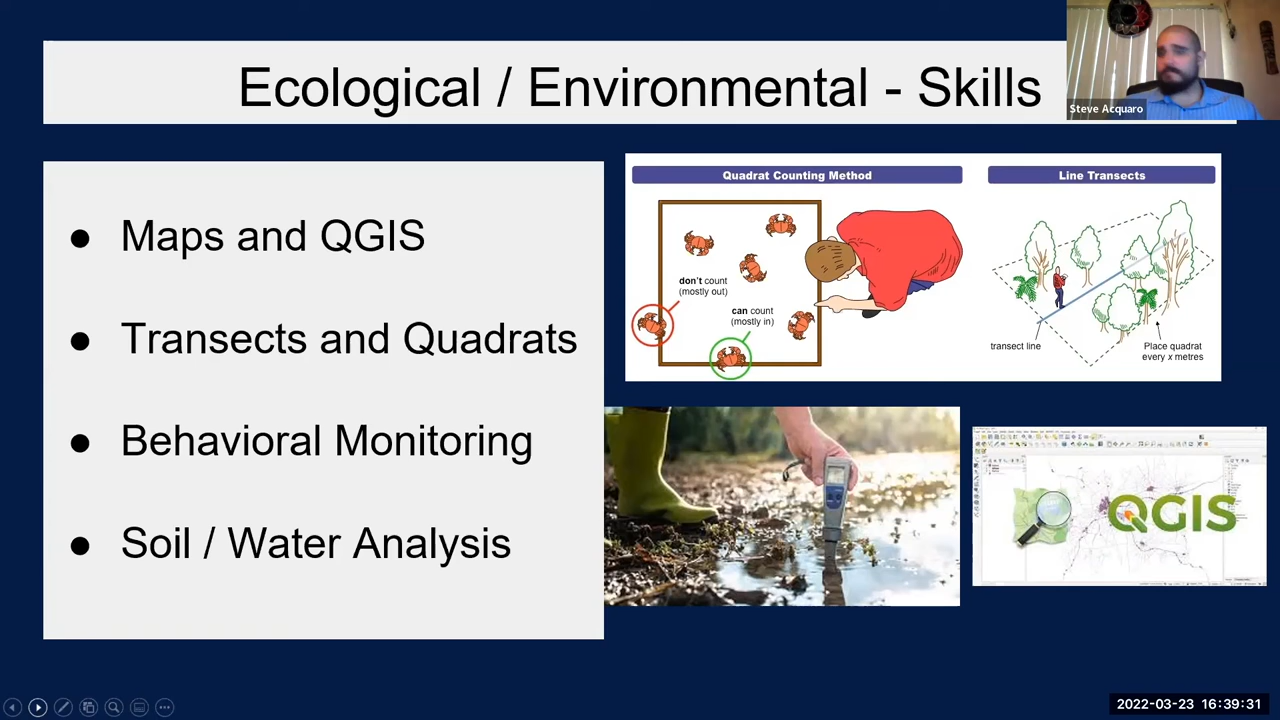 Ecological / Environmental - Skills
Steve Acquaro
● Maps and QGIS
● Transects and Quadrats
● Behavioral Monitoring
● Soil / Water Analysis
Quadrat Counting Method
don't count
(mostly out)
can count
(mostly in)
Line Transects
transect line
Place quadrat
every x metres
QGIS
2022-03-23 16:39:31